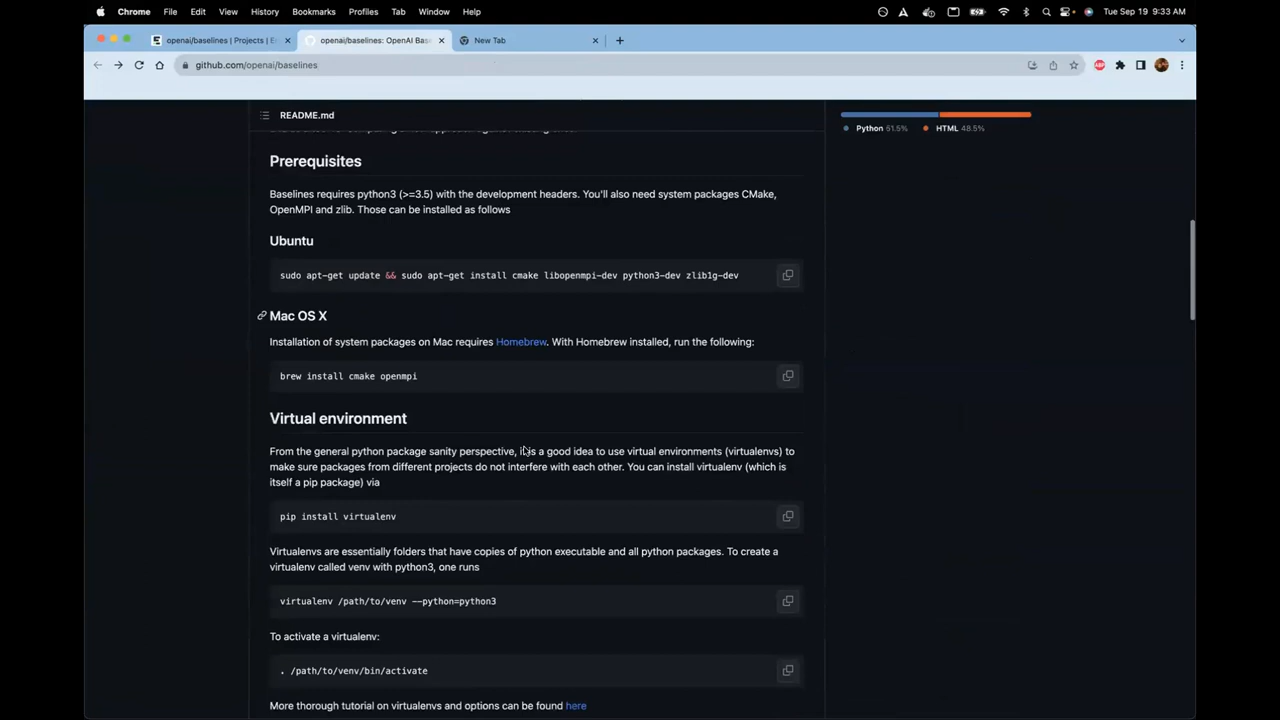 Chrome File Edit View History Bookmarks Profiles Tab Window Help Tue Sep 19 9:33 AM
openai/baselines | Projects | E openai/baselines: OpenAI Bas New Tab
github.com/openai/baselines
README.md
Python 51.5% HTML 48.5%
Prerequisites
Baselines requires python3 (>=3.5) with the development headers. You'll also need system packages CMake,
OpenMPI and zlib. Those can be installed as follows
Ubuntu
sudo apt-get update && sudo apt-get install cmake libopenmpi-dev python3-dev zlib1g-dev
Mac OS X
Installation of system packages on Mac requires Homebrew. With Homebrew installed, run the following:
brew install cmake openmpi
Virtual environment
From the general python package sanity perspective, it is a good idea to use virtual environments (virtualenvs) to
make sure packages from different projects do not interfere with each other. You can install virtualenv (which is
itself a pip package) via
pip install virtualenv
Virtualenvs are essentially folders that have copies of python executable and all python packages. To create a
virtualenv called venv with python3, one runs
virtualenv /path/to/venv --python=python3
To activate a virtualenv:
. /path/to/venv/bin/activate
More thorough tutorial on virtualenvs and options can be found here